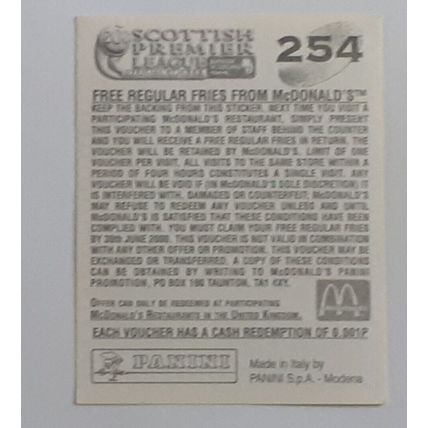 SCOTTISH
PREMIER
LEAGUE
254
FREE REGULAR FRIES FROM McDONALD'S™
KEEP THE BACKING FROM THIS STICKER. NEXT TIME YOU VISIT A
PARTICIPATING McDONALD'S RESTAURANT, SIMPLY PRESENT
THIS VOUCHER TO A MEMBER OF STAFF BEHIND THE COUNTER
AND YOU WILL RECEIVE A FREE REGULAR FRIES IN RETURN. THE
VOUCHER WILL BE RETAINED BY McDONALD'S. LIMIT OF ONE
VOUCHER PER VISIT. ALL VISITS TO THE SAME STORE WITHIN A
PERIOD OF FOUR HOURS CONSTITUTES A SINGLE VISIT. ANY
VOUCHER WILL BE VOID IF (IN McDONALD'S SOLE DISCRETION) IT
IS INTERFERED WITH, DAMAGED OR COUNTERFEIT. McDONALD'S
MAY REFUSE TO REDEEM ANY VOUCHER UNLESS AND UNTIL
McDONALD'S IS SATISFIED THAT THESE CONDITIONS HAVE BEEN
COMPLIED WITH. YOU MUST CLAIM YOUR FREE REGULAR FRIES
BY 30th JUNE 2000. THIS VOUCHER IS NOT VALID IN COMBINATION
WITH ANY OTHER OFFER OR PROMOTION. THIS VOUCHER MAY BE
EXCHANGED OR TRANSFERRED. A COPY OF THESE CONDITIONS
CAN BE OBTAINED BY WRITING TO McDONALD'S PANINI
PROMOTION, PO BOX 190 TAUNTON, TA1 4XY.
OFFER CAN ONLY BE REDEEMED AT PARTICIPATING
McDONALD'S RESTAURANTS IN THE UNITED KINGDOM.
EACH VOUCHER HAS A CASH REDEMPTION OF 0.001P
PANINI
Made in Italy by
PANINI S.p.A. - Modena